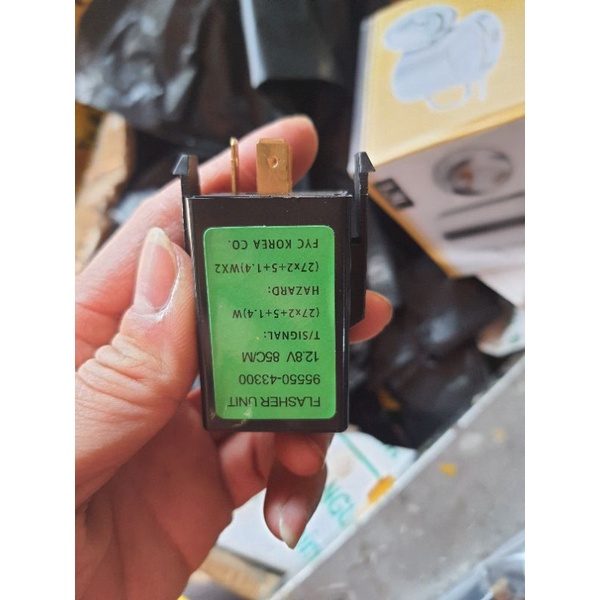 FLASHER UNIT
95550-43300
12.8V 85C/M
T/SIGNAL:
(27x2+5+1.4)W
HAZARD:
(27x2+5+1.4)WX2
FYC KOREA CO.